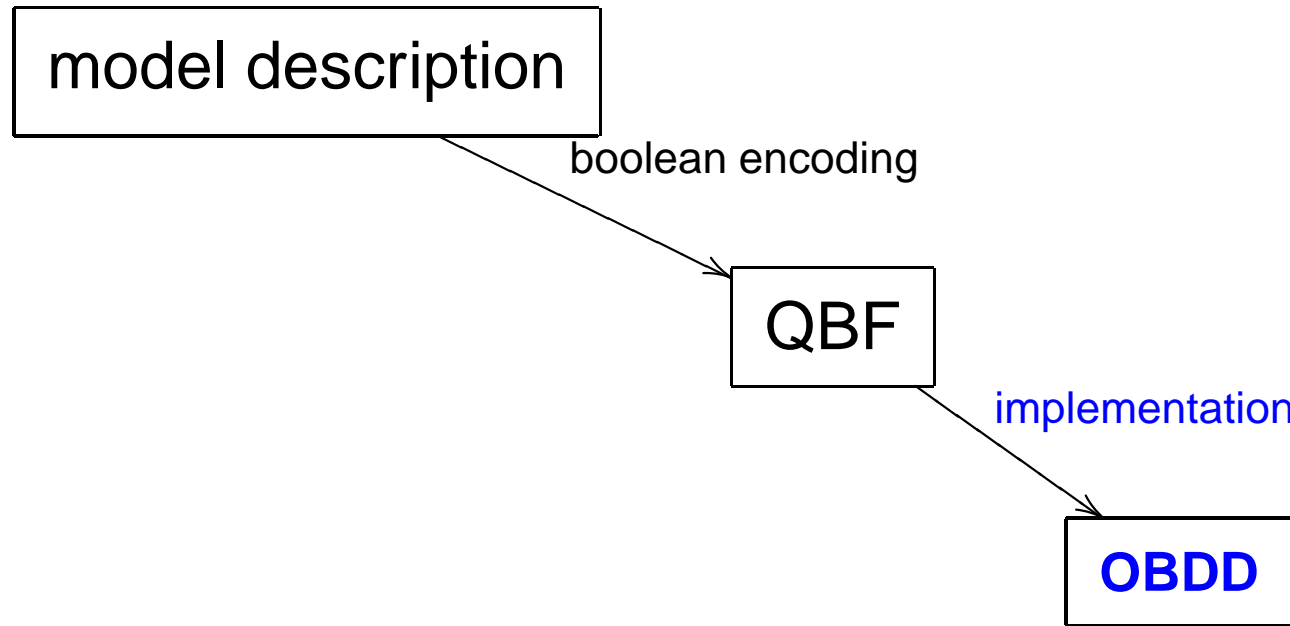 model description
boolean encoding
QBF
implementation
OBDD